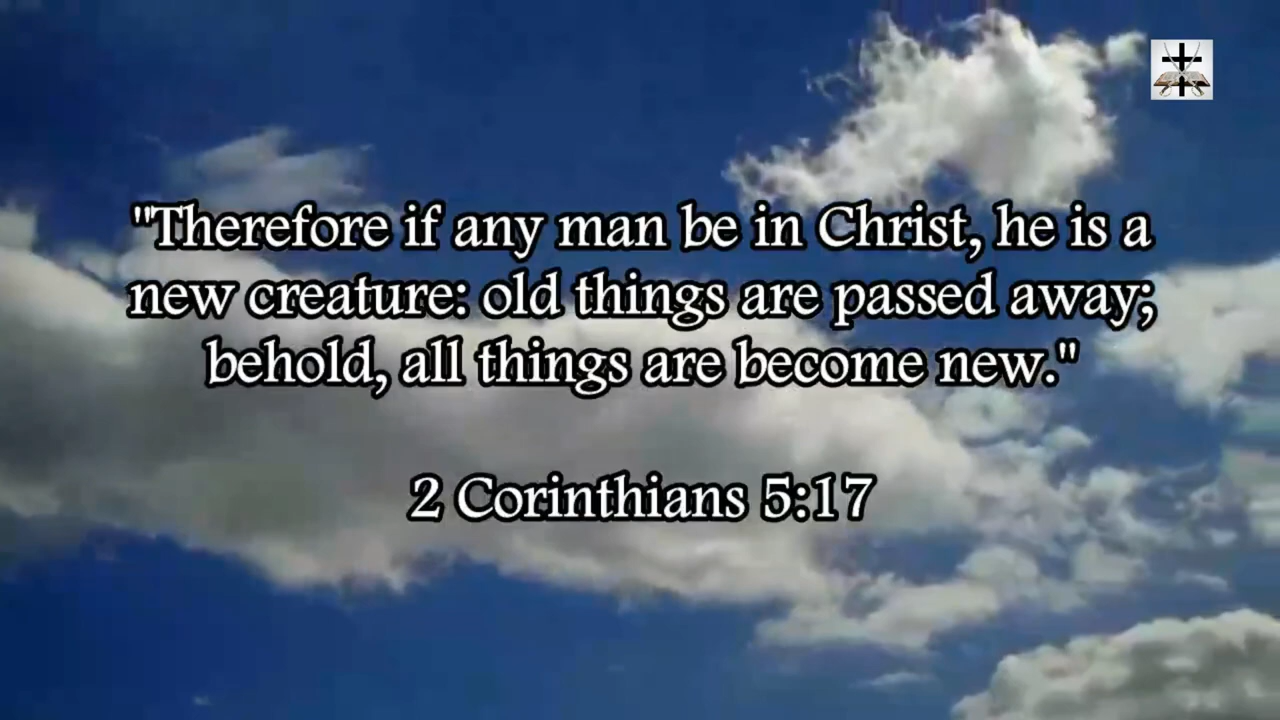 "Therefore if any man be in Christ, he is a
new creature: old things are passed away;
behold, all things are become new."
2 Corinthians 5:17